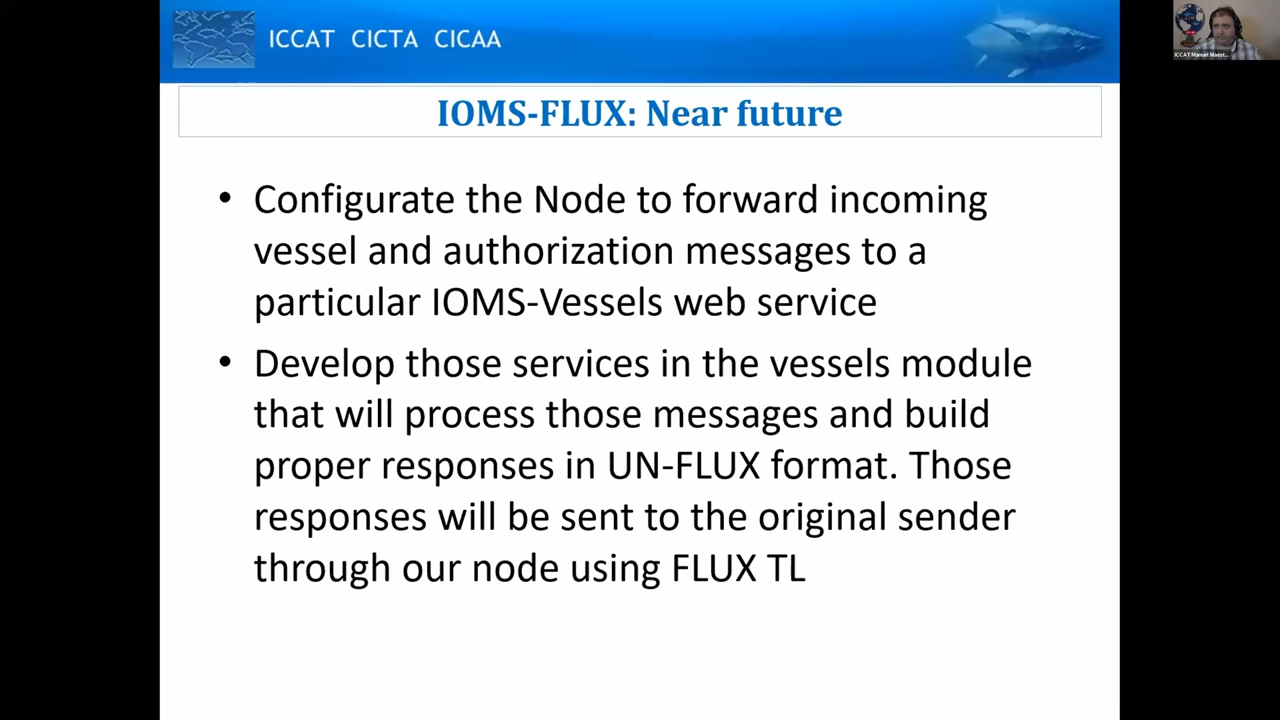 ICCAT CICTA CICAA
IOMS-FLUX: Near future
• Configurate the Node to forward incoming
vessel and authorization messages to a
particular IOMS-Vessels web service
• Develop those services in the vessels module
that will process those messages and build
proper responses in UN-FLUX format. Those
responses will be sent to the original sender
through our node using FLUX TL
ICCAT Manuel Maest...